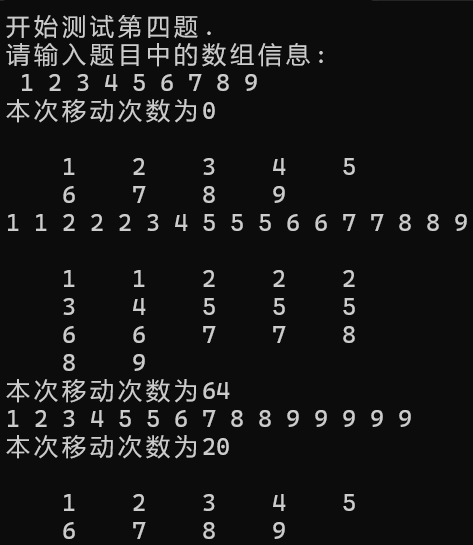 开始测试第四题.
请输入题目中的数组信息:
1 2 3 4 5 6 7 8 9
本次移动次数为0
1 2 3 4 5
6 7 8 9
1 1 2 2 2 3 4 5 5 5 6 6 7 7 8 8 9
1 1 2 2 2
3 4 5 5 5
6 6 7 7 8
8 9
本次移动次数为64
1 2 3 4 5 5 6 7 8 8 9 9 9 9 9
本次移动次数为20
1 2 3 4 5
6 7 8 9